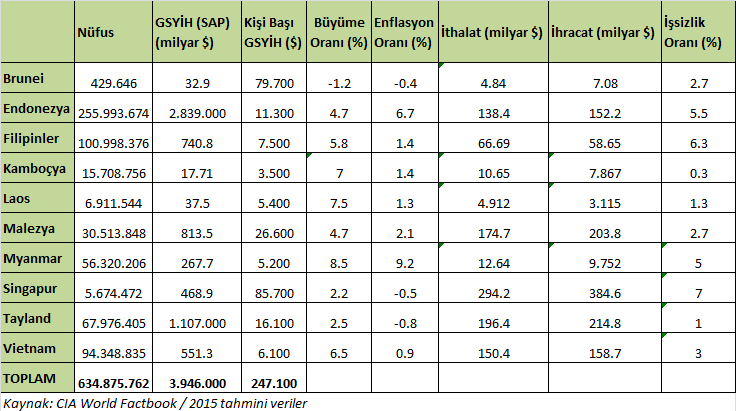 Nüfus GSYİH (SAP) (milyar $) Kişi Başı GSYİH ($) Büyüme Oranı (%) Enflasyon Oranı (%) İthalat (milyar $) İhracat (milyar $) İşsizlik Oranı (%)
Brunei 429.646 32.9 79.700 -1.2 -0.4 4.84 7.08 2.7
Endonezya 255.993.674 2.839.000 11.300 4.7 6.7 138.4 152.2 5.5
Filipinler 100.998.376 740.8 7.500 5.8 1.4 66.69 58.65 6.3
Kamboçya 15.708.756 17.71 3.500 7 1.4 10.65 7.867 0.3
Laos 6.911.544 37.5 5.400 7.5 1.3 4.912 3.115 1.3
Malezya 30.513.848 813.5 26.600 4.7 2.1 174.7 203.8 2.7
Myanmar 56.320.206 267.7 5.200 8.5 9.2 12.64 9.752 5
Singapur 5.674.472 468.9 85.700 2.2 -0.5 294.2 384.6 7
Tayland 67.976.405 1.107.000 16.100 2.5 -0.8 196.4 214.8 1
Vietnam 94.348.835 551.3 6.100 6.5 0.9 150.4 158.7 3
TOPLAM 634.875.762 3.946.000 247.100
Kaynak: CIA World Factbook / 2015 tahmini veriler